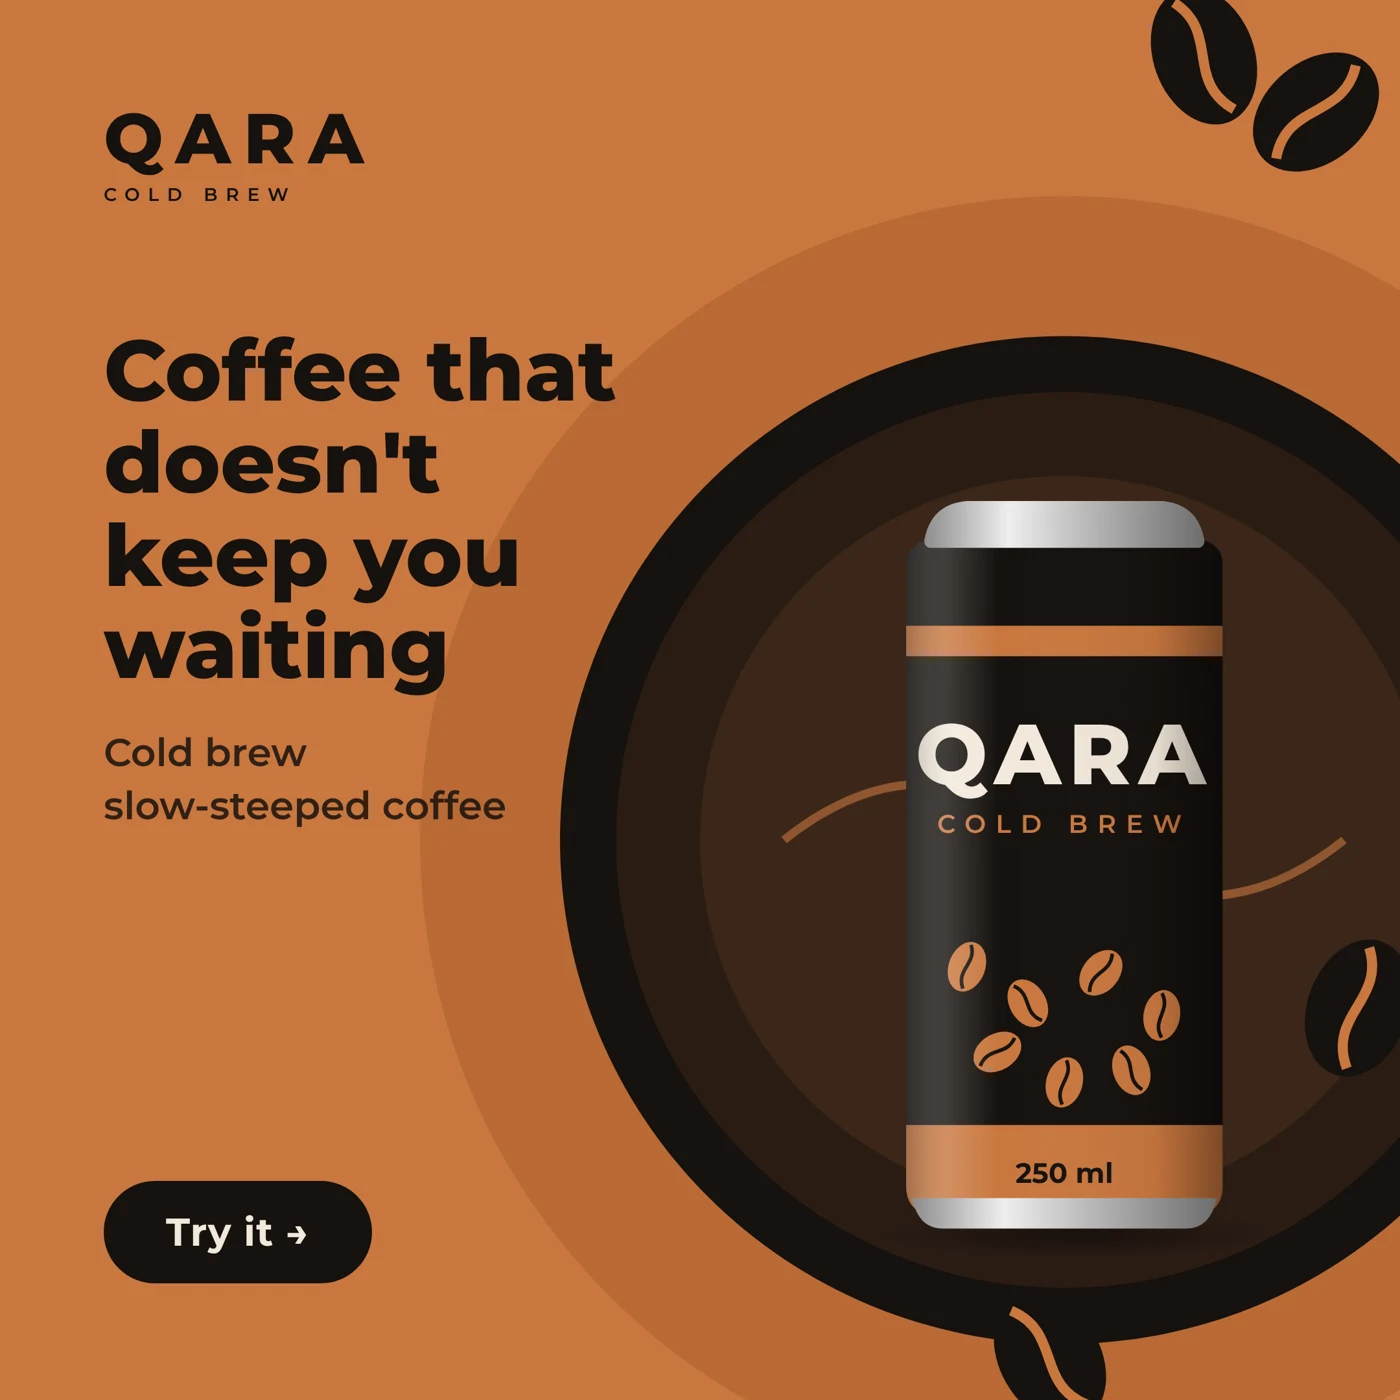 QARA
COLD BREW
Coffee that
doesn't
keep you
waiting
Cold brew
slow-steeped coffee
Try it →
QARA
COLD BREW
250 ml